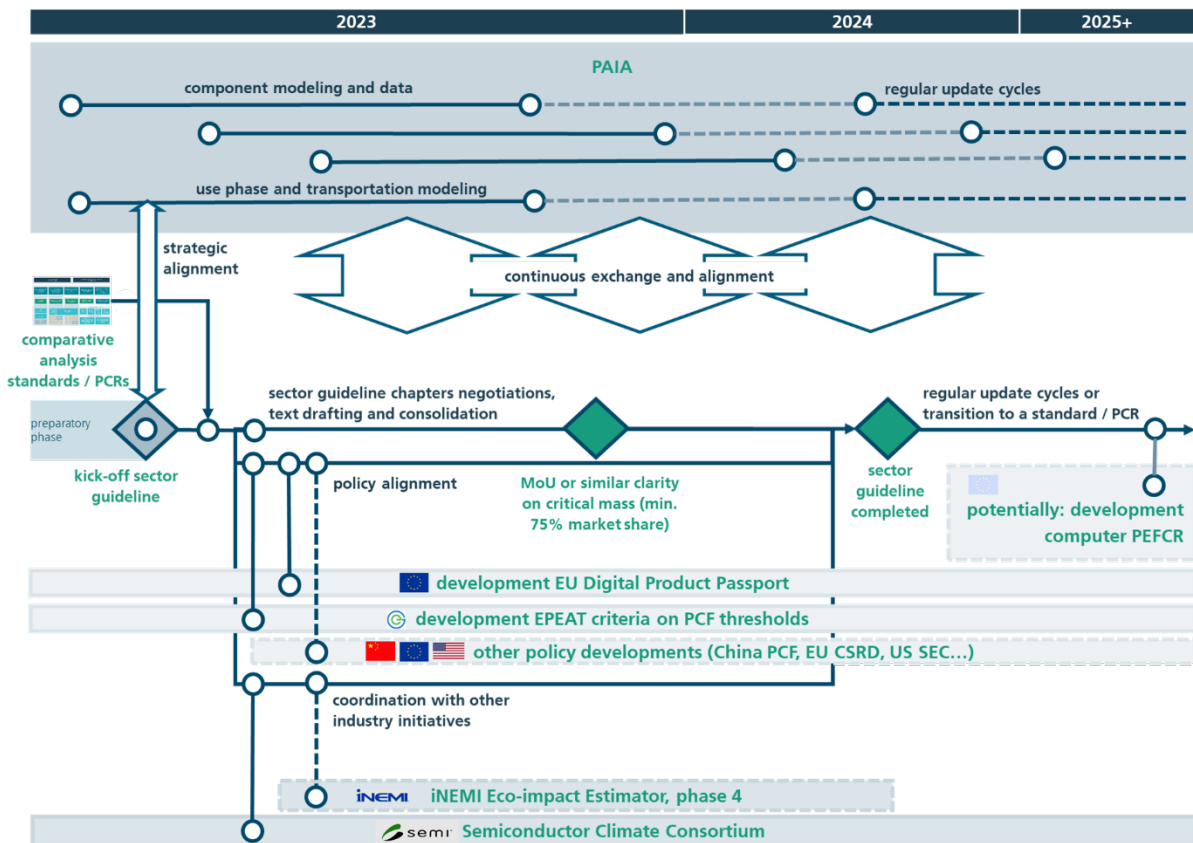 2023
2024
2025+
PAIA
component modeling and data
regular update cycles
use phase and transportation modeling
strategic
alignment
continuous exchange and alignment
comparative
analysis
standards / PCRs
preparatory
phase
kick-off sector
guideline
sector guideline chapters negotiations,
text drafting and consolidation
regular update cycles or
transition to a standard / PCR
policy alignment
MoU or similar clarity
on critical mass (min.
75% market share)
sector
guideline
completed
potentially: development
computer PEFCR
development EU Digital Product Passport
development EPEAT criteria on PCF thresholds
other policy developments (China PCF, EU CSRD, US SEC...)
coordination with other
industry initiatives
iNEMI
iNEMI Eco-impact Estimator, phase 4
semi
Semiconductor Climate Consortium